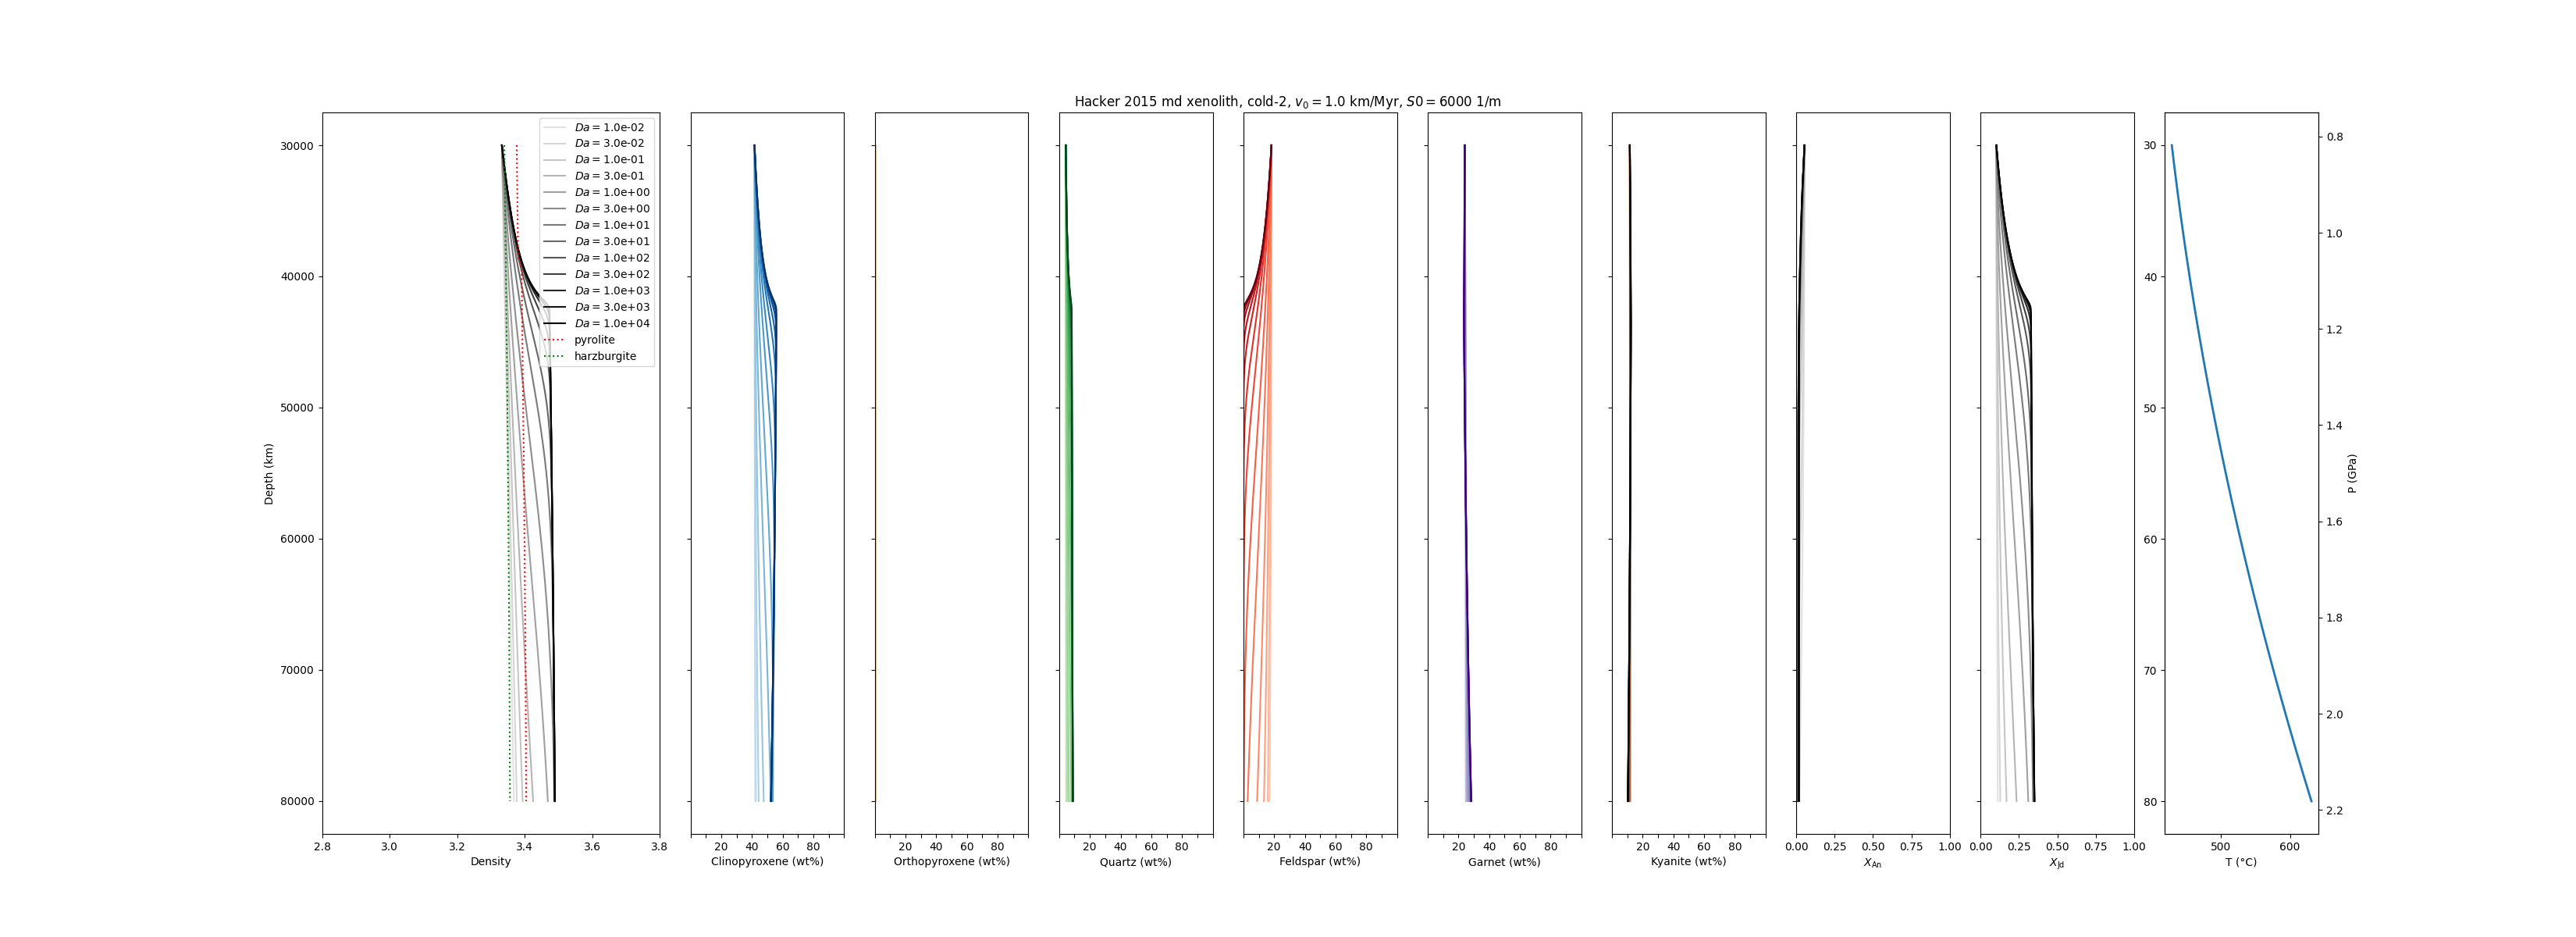 Hacker 2015 md xenolith, cold-2, v₀ = 1.0 km/Myr, S0 = 6000 1/m
Da = 1.0e-02
Da = 3.0e-02
Da = 1.0e-01
Da = 3.0e-01
Da = 1.0e+00
Da = 3.0e+00
Da = 1.0e+01
Da = 3.0e+01
Da = 1.0e+02
Da = 3.0e+02
Da = 1.0e+03
Da = 3.0e+03
Da = 1.0e+04
pyrolite
harzburgite
Depth (km)
30000
40000
50000
60000
70000
80000
2.8 3.0 3.2 3.4 3.6 3.8
Density
20 40 60 80
Clinopyroxene (wt%)
20 40 60 80
Orthopyroxene (wt%)
20 40 60 80
Quartz (wt%)
20 40 60 80
Feldspar (wt%)
20 40 60 80
Garnet (wt%)
20 40 60 80
Kyanite (wt%)
0.00 0.25 0.50 0.75 1.00
X_An
0.00 0.25 0.50 0.75 1.00
X_Jd
30
40
50
60
70
80
500 600
T (°C)
0.8
1.0
1.2
1.4
1.6
1.8
2.0
2.2
P (GPa)